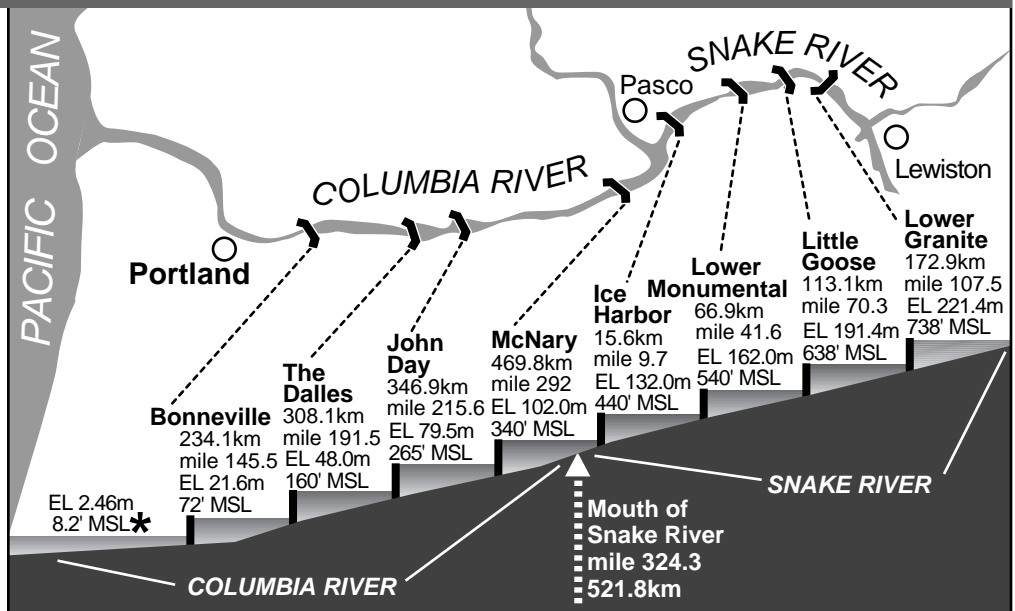 PACIFIC OCEAN
COLUMBIA RIVER
SNAKE RIVER
Pasco
Lewiston
Portland
Bonneville
234.1km
mile 145.5
EL 21.6m
72' MSL
The
Dalles
308.1km
mile 191.5
EL 48.0m
160' MSL
John
Day
346.9km
mile 215.6
EL 79.5m
265' MSL
McNary
469.8km
mile 292
EL 102.0m
340' MSL
Ice
Harbor
15.6km
mile 9.7
EL 132.0m
440' MSL
Lower
Monumental
66.9km
mile 41.6
EL 162.0m
540' MSL
Little
Goose
113.1km
mile 70.3
EL 191.4m
638' MSL
Lower
Granite
172.9km
mile 107.5
EL 221.4m
738' MSL
EL 2.46m
8.2' MSL*
COLUMBIA RIVER
Mouth of
Snake River
mile 324.3
521.8km
SNAKE RIVER